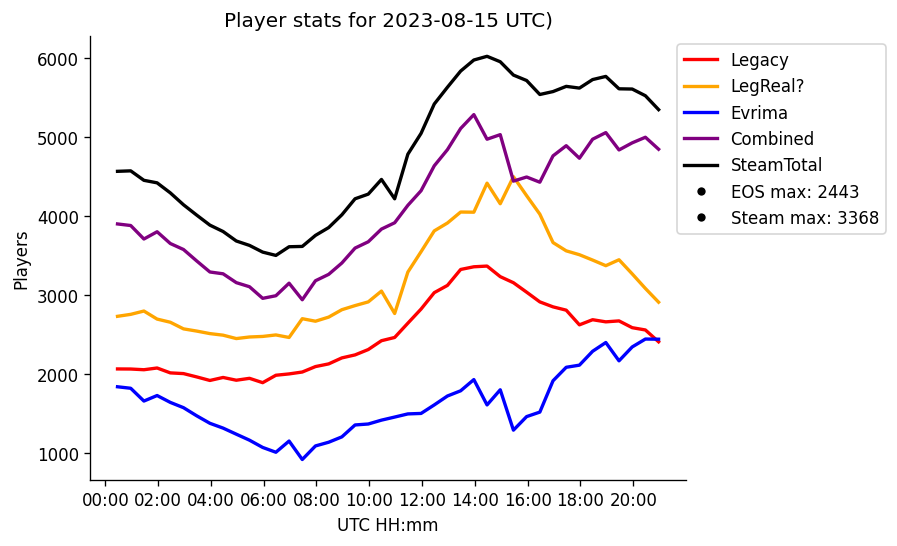 Player stats for 2023-08-15 UTC)
Players
6000
5000
4000
3000
2000
1000
00:00 02:00 04:00 06:00 08:00 10:00 12:00 14:00 16:00 18:00 20:00
UTC HH:mm
Legacy
LegReal?
Evrima
Combined
SteamTotal
EOS max: 2443
Steam max: 3368